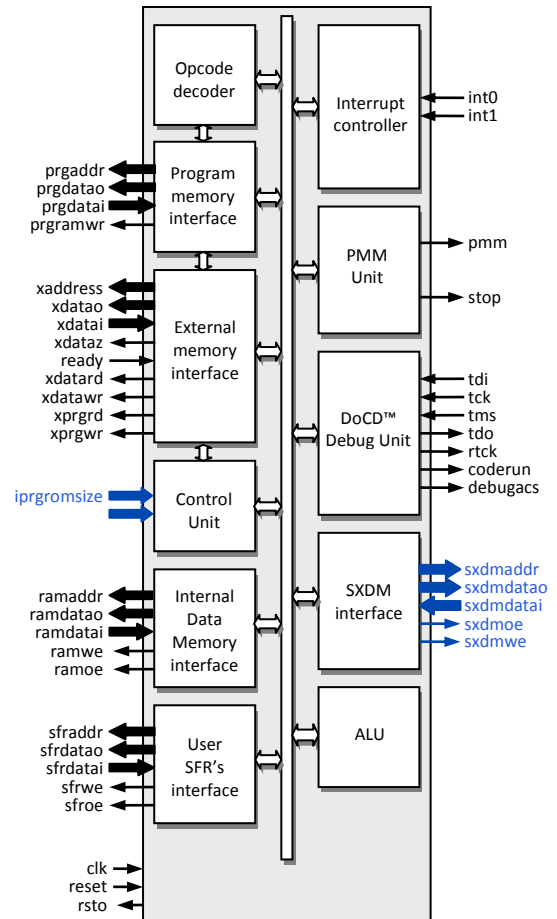 Opcode
decoder
prgaddr
prgdatao
prgdatai
prgramwr
Program
memory
interface
xaddress
xdatao
xdatai
xdataz
ready
xdatard
xdatawr
xprgrd
xprgwr
External
memory
interface
iprgromsize
Control
Unit
ramaddr
ramdatao
ramdatai
ramwe
ramoe
Internal
Data
Memory
interface
sfraddr
sfrdatao
sfrdatai
sfrwe
sfroe
User
SFR's
interface
clk
reset
rsto
Interrupt
controller
int0
int1
PMM
Unit
pmm
stop
DoCD™
Debug Unit
tdi
tck
tms
tdo
rtck
coderun
debugacs
SXDM
interface
sxdmaddr
sxdmdatao
sxdmdatai
sxdmoe
sxdmwe
ALU